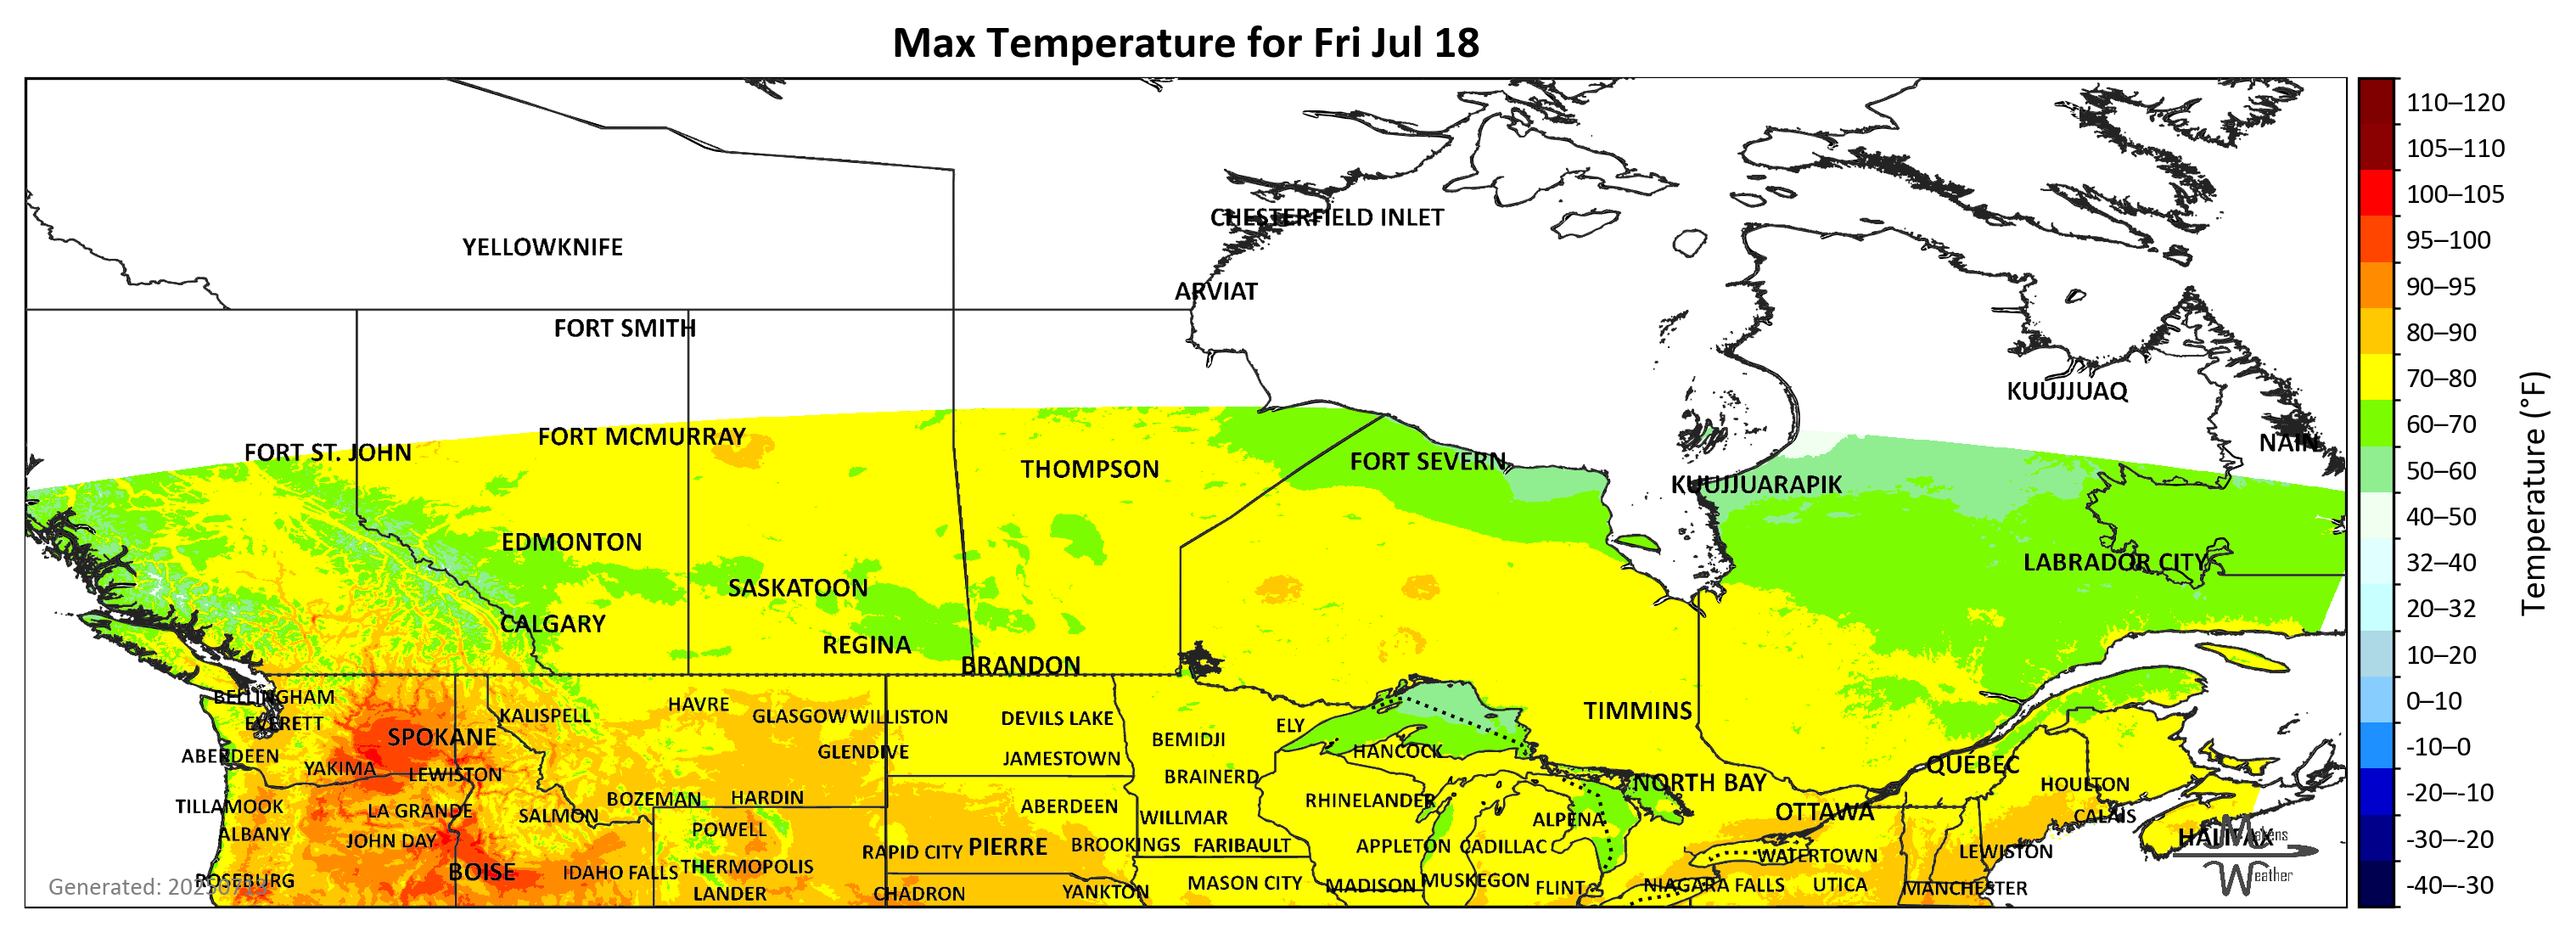 Max Temperature for Fri Jul 18
CHESTERFIELD INLET
YELLOWKNIFE
ARVIAT
FORT SMITH
KUUJJUAQ
FORT MCMURRAY
NAIN
FORT ST. JOHN
FORT SEVERN
THOMPSON
KUUJJUARAPIK
EDMONTON
LABRADOR CITY
SASKATOON
CALGARY
REGINA
BRANDON
BELLINGHAM
HAVRE
TIMMINS
KALISPELL
GLASGOW
WILLISTON
DEVILS LAKE
EVERETT
ELY
SPOKANE
BEMIDJI
GLENDIVE
HANCOCK
ABERDEEN
JAMESTOWN
QUÉBEC
YAKIMA
LEWISTON
BRAINERD
NORTH BAY
HOULTON
BOZEMAN
HARDIN
RHINELANDER
TILLAMOOK
ABERDEEN
LA GRANDE
OTTAWA
SALMON
CALAIS
WILLMAR
ALPENA
POWELL
ALBANY
HALIFAX
Makens
JOHN DAY
PIERRE
BROOKINGS
FARIBAULT
APPLETON
CADILLAC
RAPID CITY
LEWISTON
WATERTOWN
THERMOPOLIS
BOISE
IDAHO FALLS
Weather
ROSEBURG
MUSKEGON
MASON CITY
MADISON
NIAGARA FALLS
UTICA
FLINT
MANCHESTER
YANKTON
LANDER
CHADRON
110–120
105–110
100–105
95–100
90–95
80–90
70–80
60–70
50–60
40–50
32–40
20–32
10–20
0–10
-10–0
-20–-10
-30–-20
-40–-30
Temperature (°F)